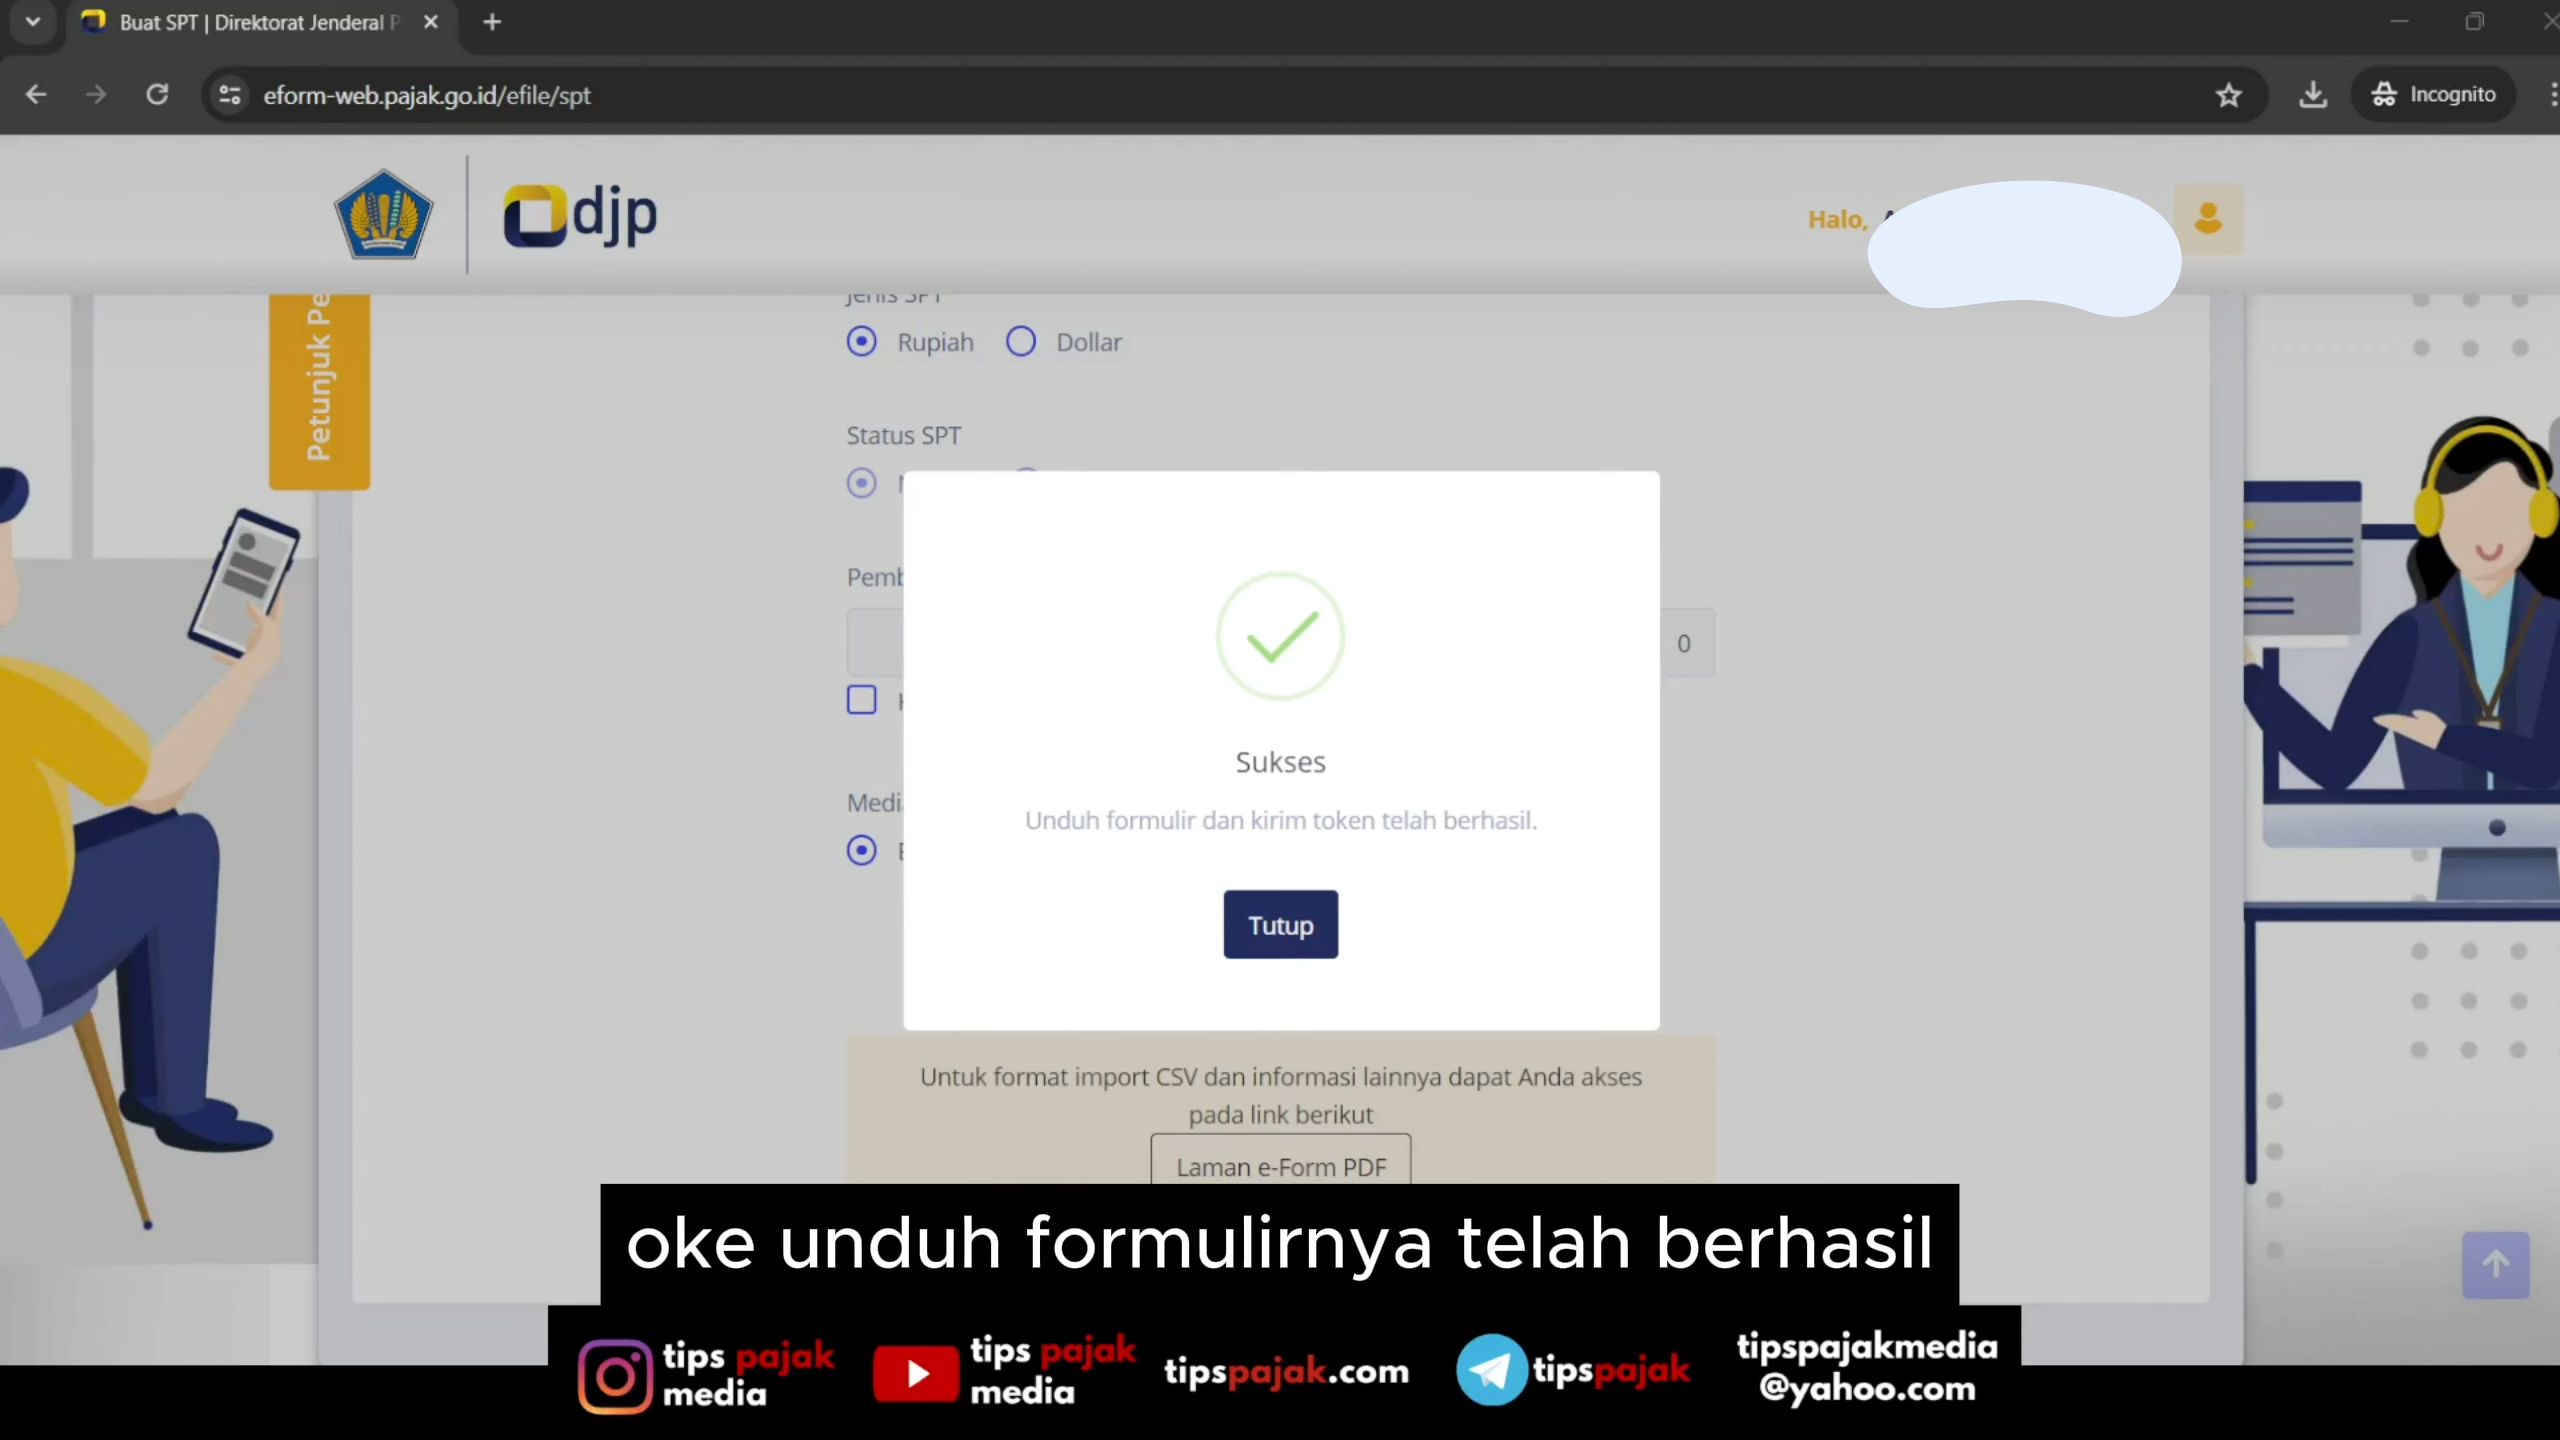 Buat SPT | Direktorat Jenderal P
eform-web.pajak.go.id/efile/spt
Incognito
djp
Halo,
Petunjuk Pe
Jenis SPT
Rupiah
Dollar
Status SPT
Pemb
0
Medi
Sukses
Unduh formulir dan kirim token telah berhasil.
Tutup
Untuk format import CSV dan informasi lainnya dapat Anda akses
pada link berikut
Laman e-Form PDF
oke unduh formulirnya telah berhasil
tips pajak
media
tips pajak
media
tipspajak.com
tipspajak
tipspajakmedia
@yahoo.com